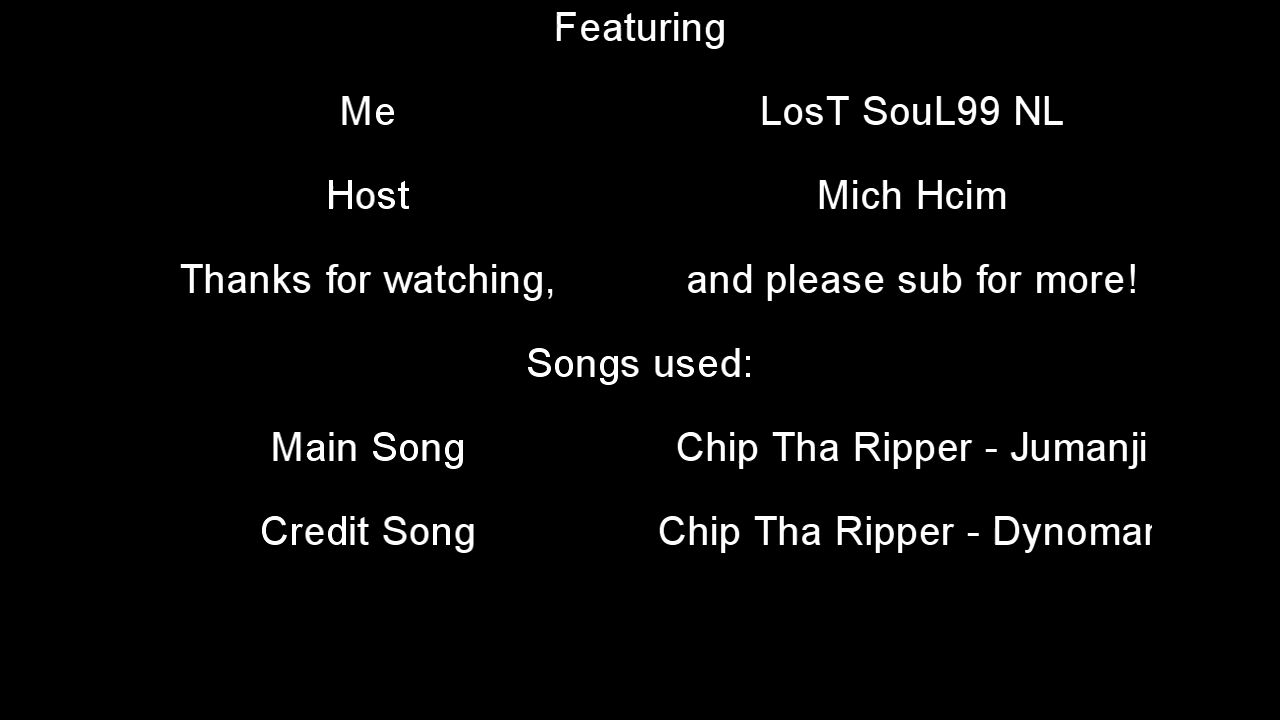 Featuring
Me LosT SouL99 NL
Host Mich Hcim
Thanks for watching, and please sub for more!
Songs used:
Main Song Chip Tha Ripper - Jumanji
Credit Song Chip Tha Ripper -